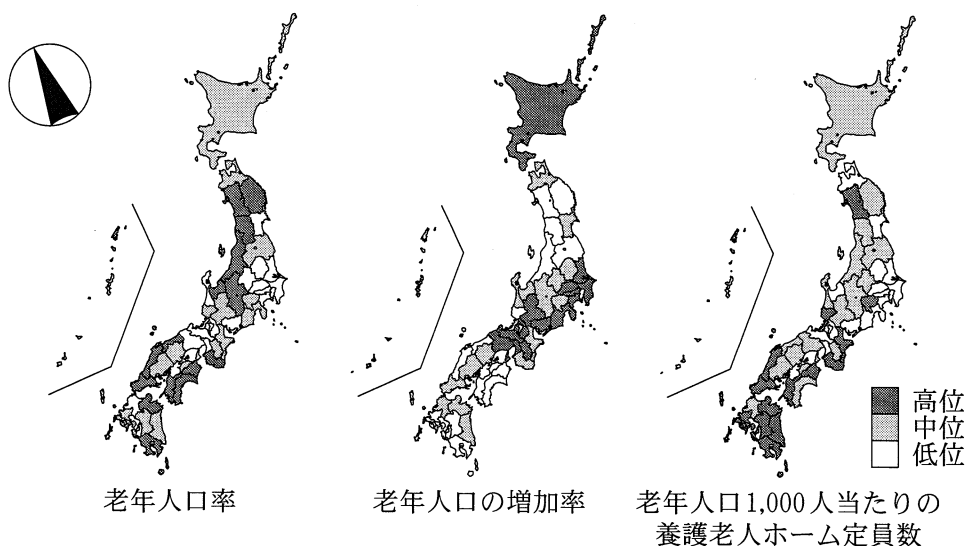 高位
中位
低位
老年人口率
老年人口の増加率
老年人口1,000人当たりの
養護老人ホーム定員数